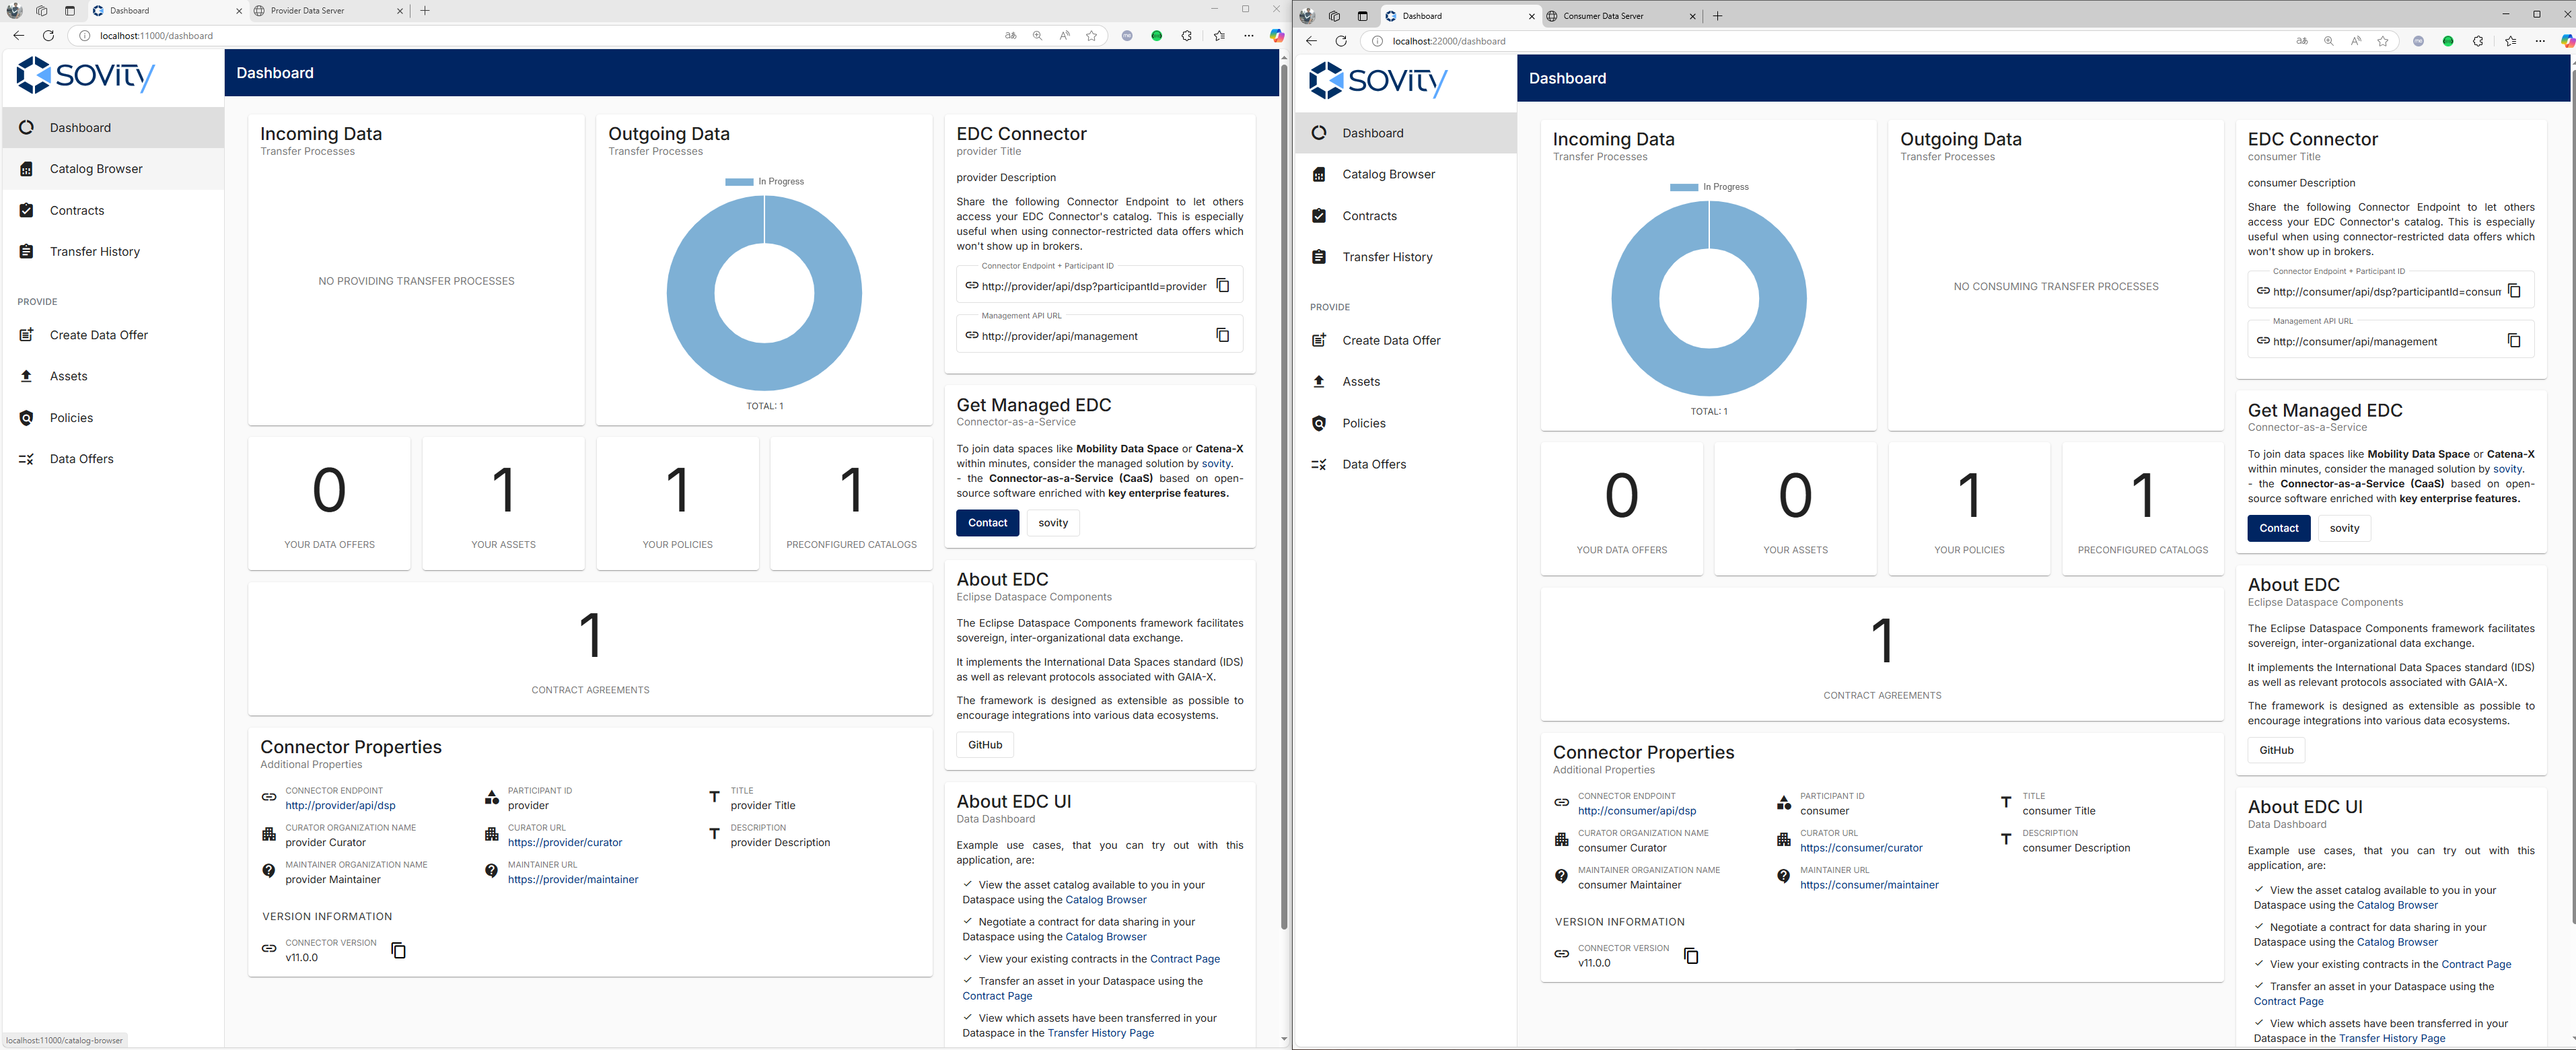 Dashboard
Provider Data Server
localhost:11000/dashboard
SOVITY
Dashboard
Dashboard
Catalog Browser
Contracts
Transfer History
PROVIDE
Create Data Offer
Assets
Policies
Data Offers
localhost:11000/catalog-browser
Incoming Data
Transfer Processes
NO PROVIDING TRANSFER PROCESSES
Outgoing Data
Transfer Processes
In Progress
TOTAL: 1
0
YOUR DATA OFFERS
1
YOUR ASSETS
1
YOUR POLICIES
1
PRECONFIGURED CATALOGS
1
CONTRACT AGREEMENTS
Connector Properties
Additional Properties
CONNECTOR ENDPOINT
http://provider/api/dsp
PARTICIPANT ID
provider
TITLE
provider Title
CURATOR ORGANIZATION NAME
provider Curator
CURATOR URL
https://provider/curator
DESCRIPTION
provider Description
MAINTAINER ORGANIZATION NAME
provider Maintainer
MAINTAINER URL
https://provider/maintainer
VERSION INFORMATION
CONNECTOR VERSION
v11.0.0
EDC Connector
provider Title
provider Description
Share the following Connector Endpoint to let others
access your EDC Connector's catalog. This is especially
useful when using connector-restricted data offers which
won't show up in brokers.
Connector Endpoint + Participant ID
http://provider/api/dsp?participantId=provider
Management API URL
http://provider/api/management
Get Managed EDC
Connector-as-a-Service
To join data spaces like Mobility Data Space or Catena-X
within minutes, consider the managed solution by sovity.
- the Connector-as-a-Service (CaaS) based on open-
source software enriched with key enterprise features.
Contact
sovity
About EDC
Eclipse Dataspace Components
The Eclipse Dataspace Components framework facilitates
sovereign, inter-organizational data exchange.
It implements the International Data Spaces standard (IDS)
as well as relevant protocols associated with GAIA-X.
The framework is designed as extensible as possible to
encourage integrations into various data ecosystems.
GitHub
About EDC UI
Data Dashboard
Example use cases, that you can try out with this
application, are:
View the asset catalog available to you in your
Dataspace using the Catalog Browser
Negotiate a contract for data sharing in your
Dataspace using the Catalog Browser
View your existing contracts in the Contract Page
Transfer an asset in your Dataspace using the
Contract Page
View which assets have been transferred in your
Dataspace in the Transfer History Page
Dashboard
Consumer Data Server
localhost:22000/dashboard
SOVITY
Dashboard
Dashboard
Catalog Browser
Contracts
Transfer History
PROVIDE
Create Data Offer
Assets
Policies
Data Offers
Incoming Data
Transfer Processes
In Progress
TOTAL: 1
Outgoing Data
Transfer Processes
NO CONSUMING TRANSFER PROCESSES
0
YOUR DATA OFFERS
0
YOUR ASSETS
1
YOUR POLICIES
1
PRECONFIGURED CATALOGS
1
CONTRACT AGREEMENTS
Connector Properties
Additional Properties
CONNECTOR ENDPOINT
http://consumer/api/dsp
PARTICIPANT ID
consumer
TITLE
consumer Title
CURATOR ORGANIZATION NAME
consumer Curator
CURATOR URL
https://consumer/curator
DESCRIPTION
consumer Description
MAINTAINER ORGANIZATION NAME
consumer Maintainer
MAINTAINER URL
https://consumer/maintainer
VERSION INFORMATION
CONNECTOR VERSION
v11.0.0
EDC Connector
consumer Title
consumer Description
Share the following Connector Endpoint to let others
access your EDC Connector's catalog. This is especially
useful when using connector-restricted data offers which
won't show up in brokers.
Connector Endpoint + Participant ID
http://consumer/api/dsp?participantId=consum
Management API URL
http://consumer/api/management
Get Managed EDC
Connector-as-a-Service
To join data spaces like Mobility Data Space or Catena-X
within minutes, consider the managed solution by sovity.
- the Connector-as-a-Service (CaaS) based on open-
source software enriched with key enterprise features.
Contact
sovity
About EDC
Eclipse Dataspace Components
The Eclipse Dataspace Components framework facilitates
sovereign, inter-organizational data exchange.
It implements the International Data Spaces standard (IDS)
as well as relevant protocols associated with GAIA-X.
The framework is designed as extensible as possible to
encourage integrations into various data ecosystems.
GitHub
About EDC UI
Data Dashboard
Example use cases, that you can try out with this
application, are:
View the asset catalog available to you in your
Dataspace using the Catalog Browser
Negotiate a contract for data sharing in your
Dataspace using the Catalog Browser
View your existing contracts in the Contract Page
Transfer an asset in your Dataspace using the
Contract Page
View which assets have been transferred in your
Dataspace in the Transfer History Page